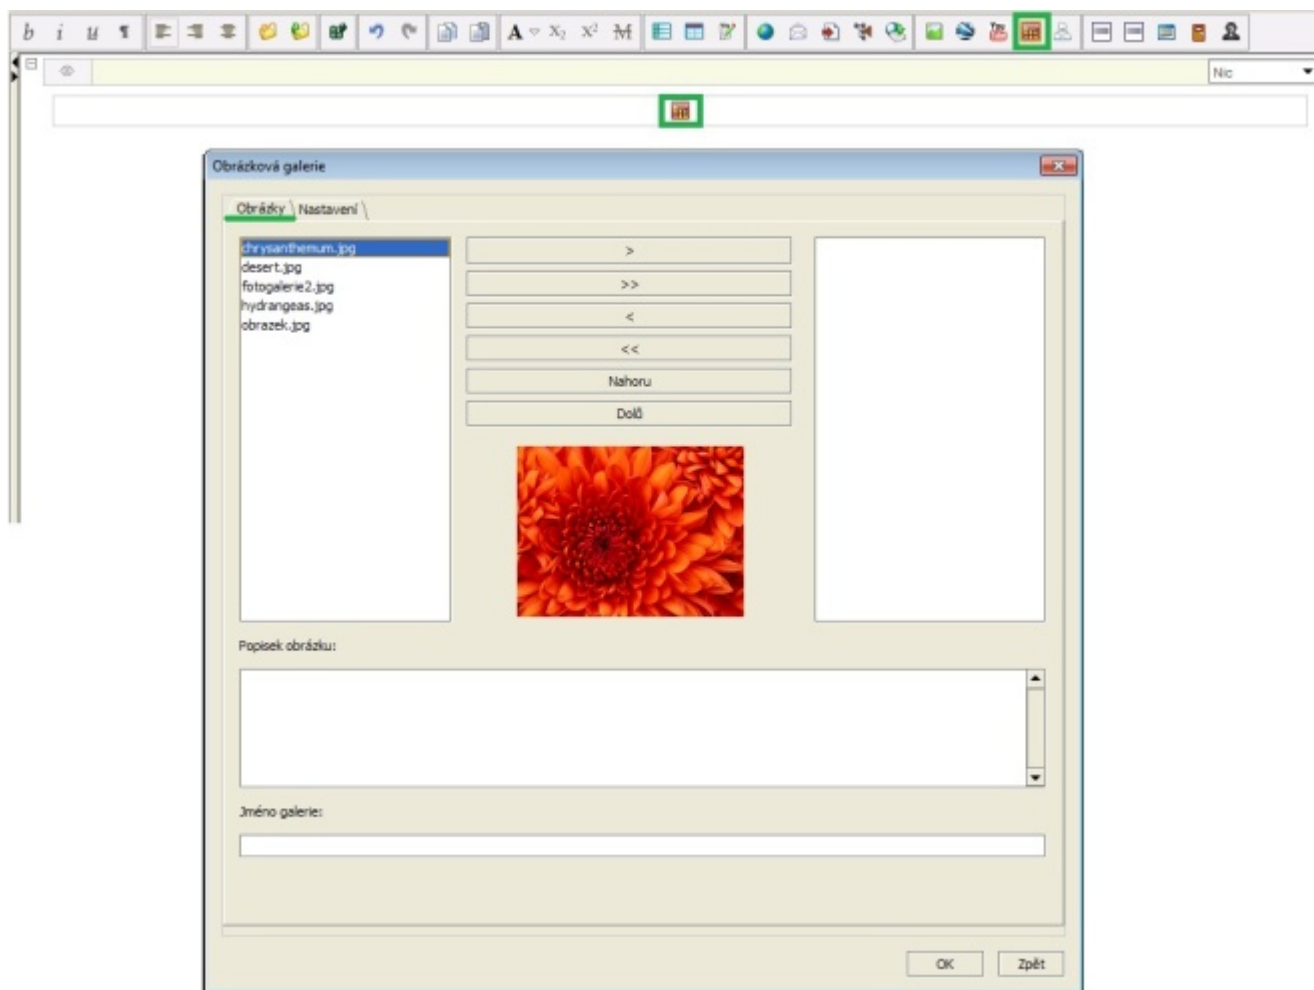 b i u ¶ A X₂ X² M
Nic
Obrázková galerie
Obrázky Nastavení
chrysanthemum.jpg
desert.jpg
fotogalerie2.jpg
hydrangeas.jpg
obrazek.jpg
>
>>
<
<<
Nahoru
Dolů
Popisek obrázku:
Jméno galerie:
OK Zpět